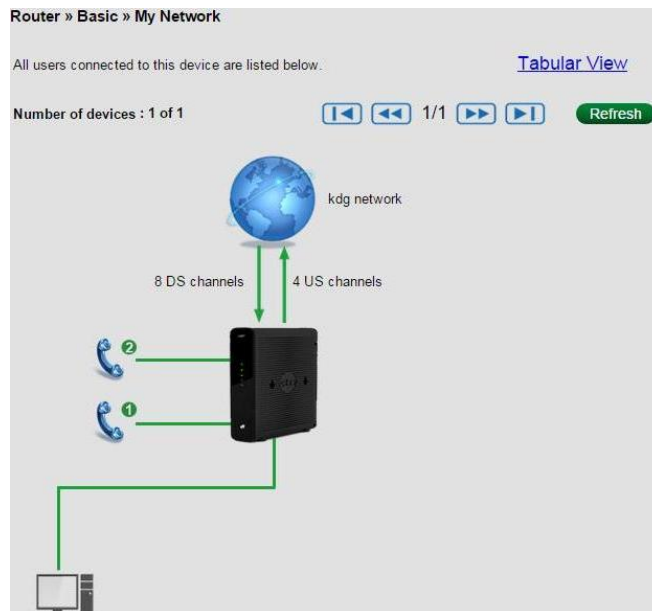 Router » Basic » My Network
All users connected to this device are listed below.
Tabular View
Number of devices : 1 of 1
1/1
Refresh
kdg network
8 DS channels
4 US channels
2
1